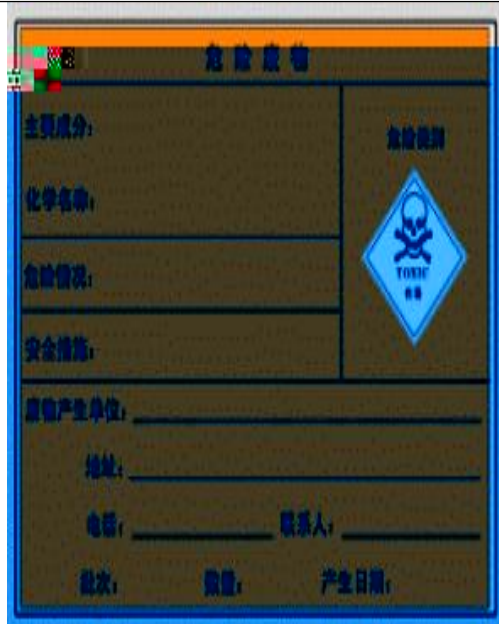 危 险 废 物
主要成分:
危险类别
化学名称:
TOXIC
有毒
危险情况:
安全措施:
废物产生单位:
地址:
电话: 联系人:
批次: 数量: 产生日期: